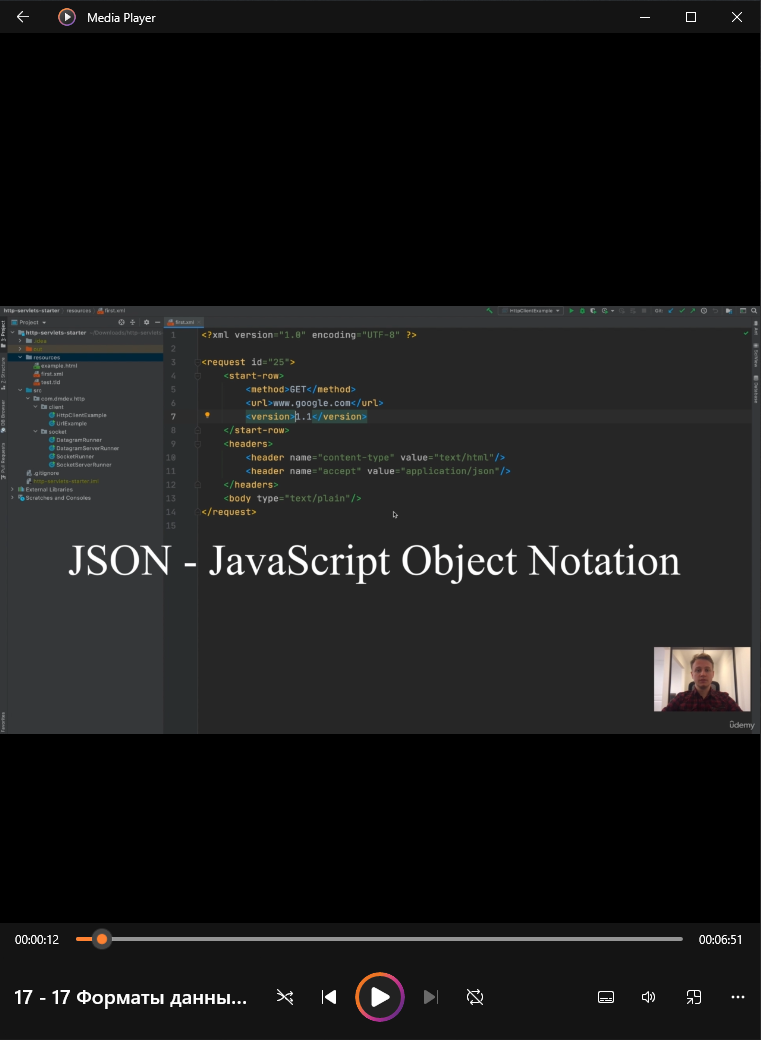 Media Player
http-servlets-starter resources first.xml
HttpClientExample
Git:
Project
first.xml
http-servlets-starter
.idea
out
resources
example.html
first.xml
test.tld
src
com.dmdev.http
client
HttpClientExample
UrlExample
socket
DatagramRunner
DatagramServerRunner
SocketRunner
SocketServerRunner
.gitignore
http-servlets-starter.iml
External Libraries
Scratches and Consoles
1 <?xml version="1.0" encoding="UTF-8" ?>
2
3 <request id="25">
4 <start-row>
5 <method>GET</method>
6 <url>www.google.com</url>
7 <version>1.1</version>
8 </start-row>
9 <headers>
10 <header name="content-type" value="text/html"/>
11 <header name="accept" value="application/json"/>
12 </headers>
13 <body type="text/plain"/>
14 </request>
15
JSON - JavaScript Object Notation
ûdemy
00:00:12
00:06:51
17 - 17 Форматы данны...